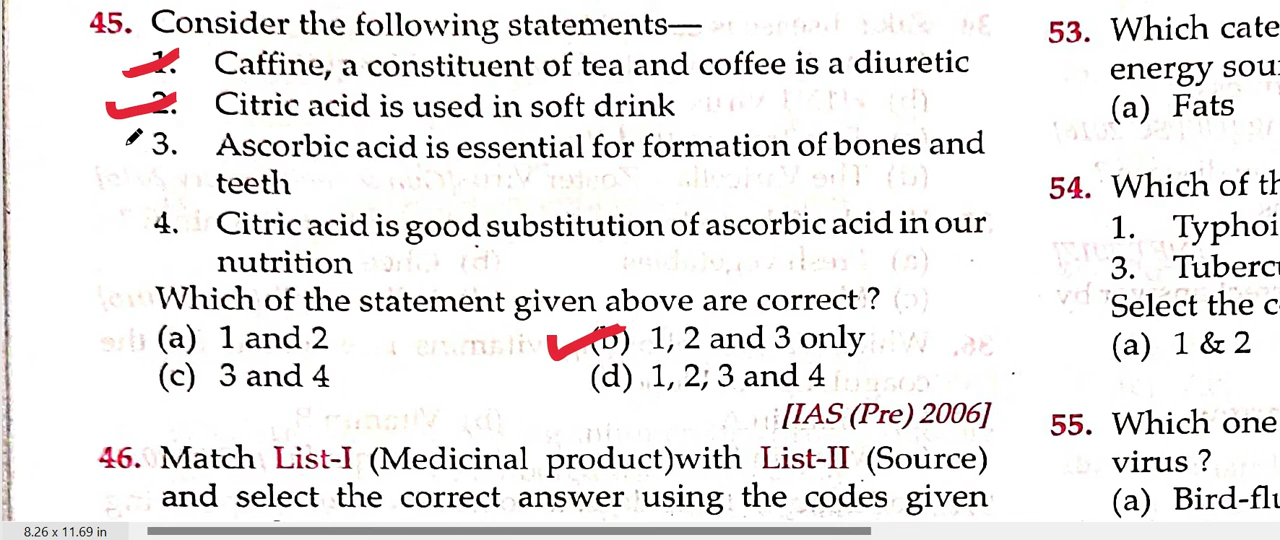 45. Consider the following statements—
1. Caffine, a constituent of tea and coffee is a diuretic
2. Citric acid is used in soft drink
3. Ascorbic acid is essential for formation of bones and
teeth
4. Citric acid is good substitution of ascorbic acid in our
nutrition
Which of the statement given above are correct ?
(a) 1 and 2
(b) 1, 2 and 3 only
(c) 3 and 4
(d) 1, 2, 3 and 4
[IAS (Pre) 2006]
46. Match List-I (Medicinal product)with List-II (Source)
and select the correct answer using the codes given
53. Which cate
energy sou
(a) Fats
54. Which of th
1. Typhoi
3. Tuberc
Select the c
(a) 1 & 2
55. Which one
virus ?
(a) Bird-flu
8.26 x 11.69 in